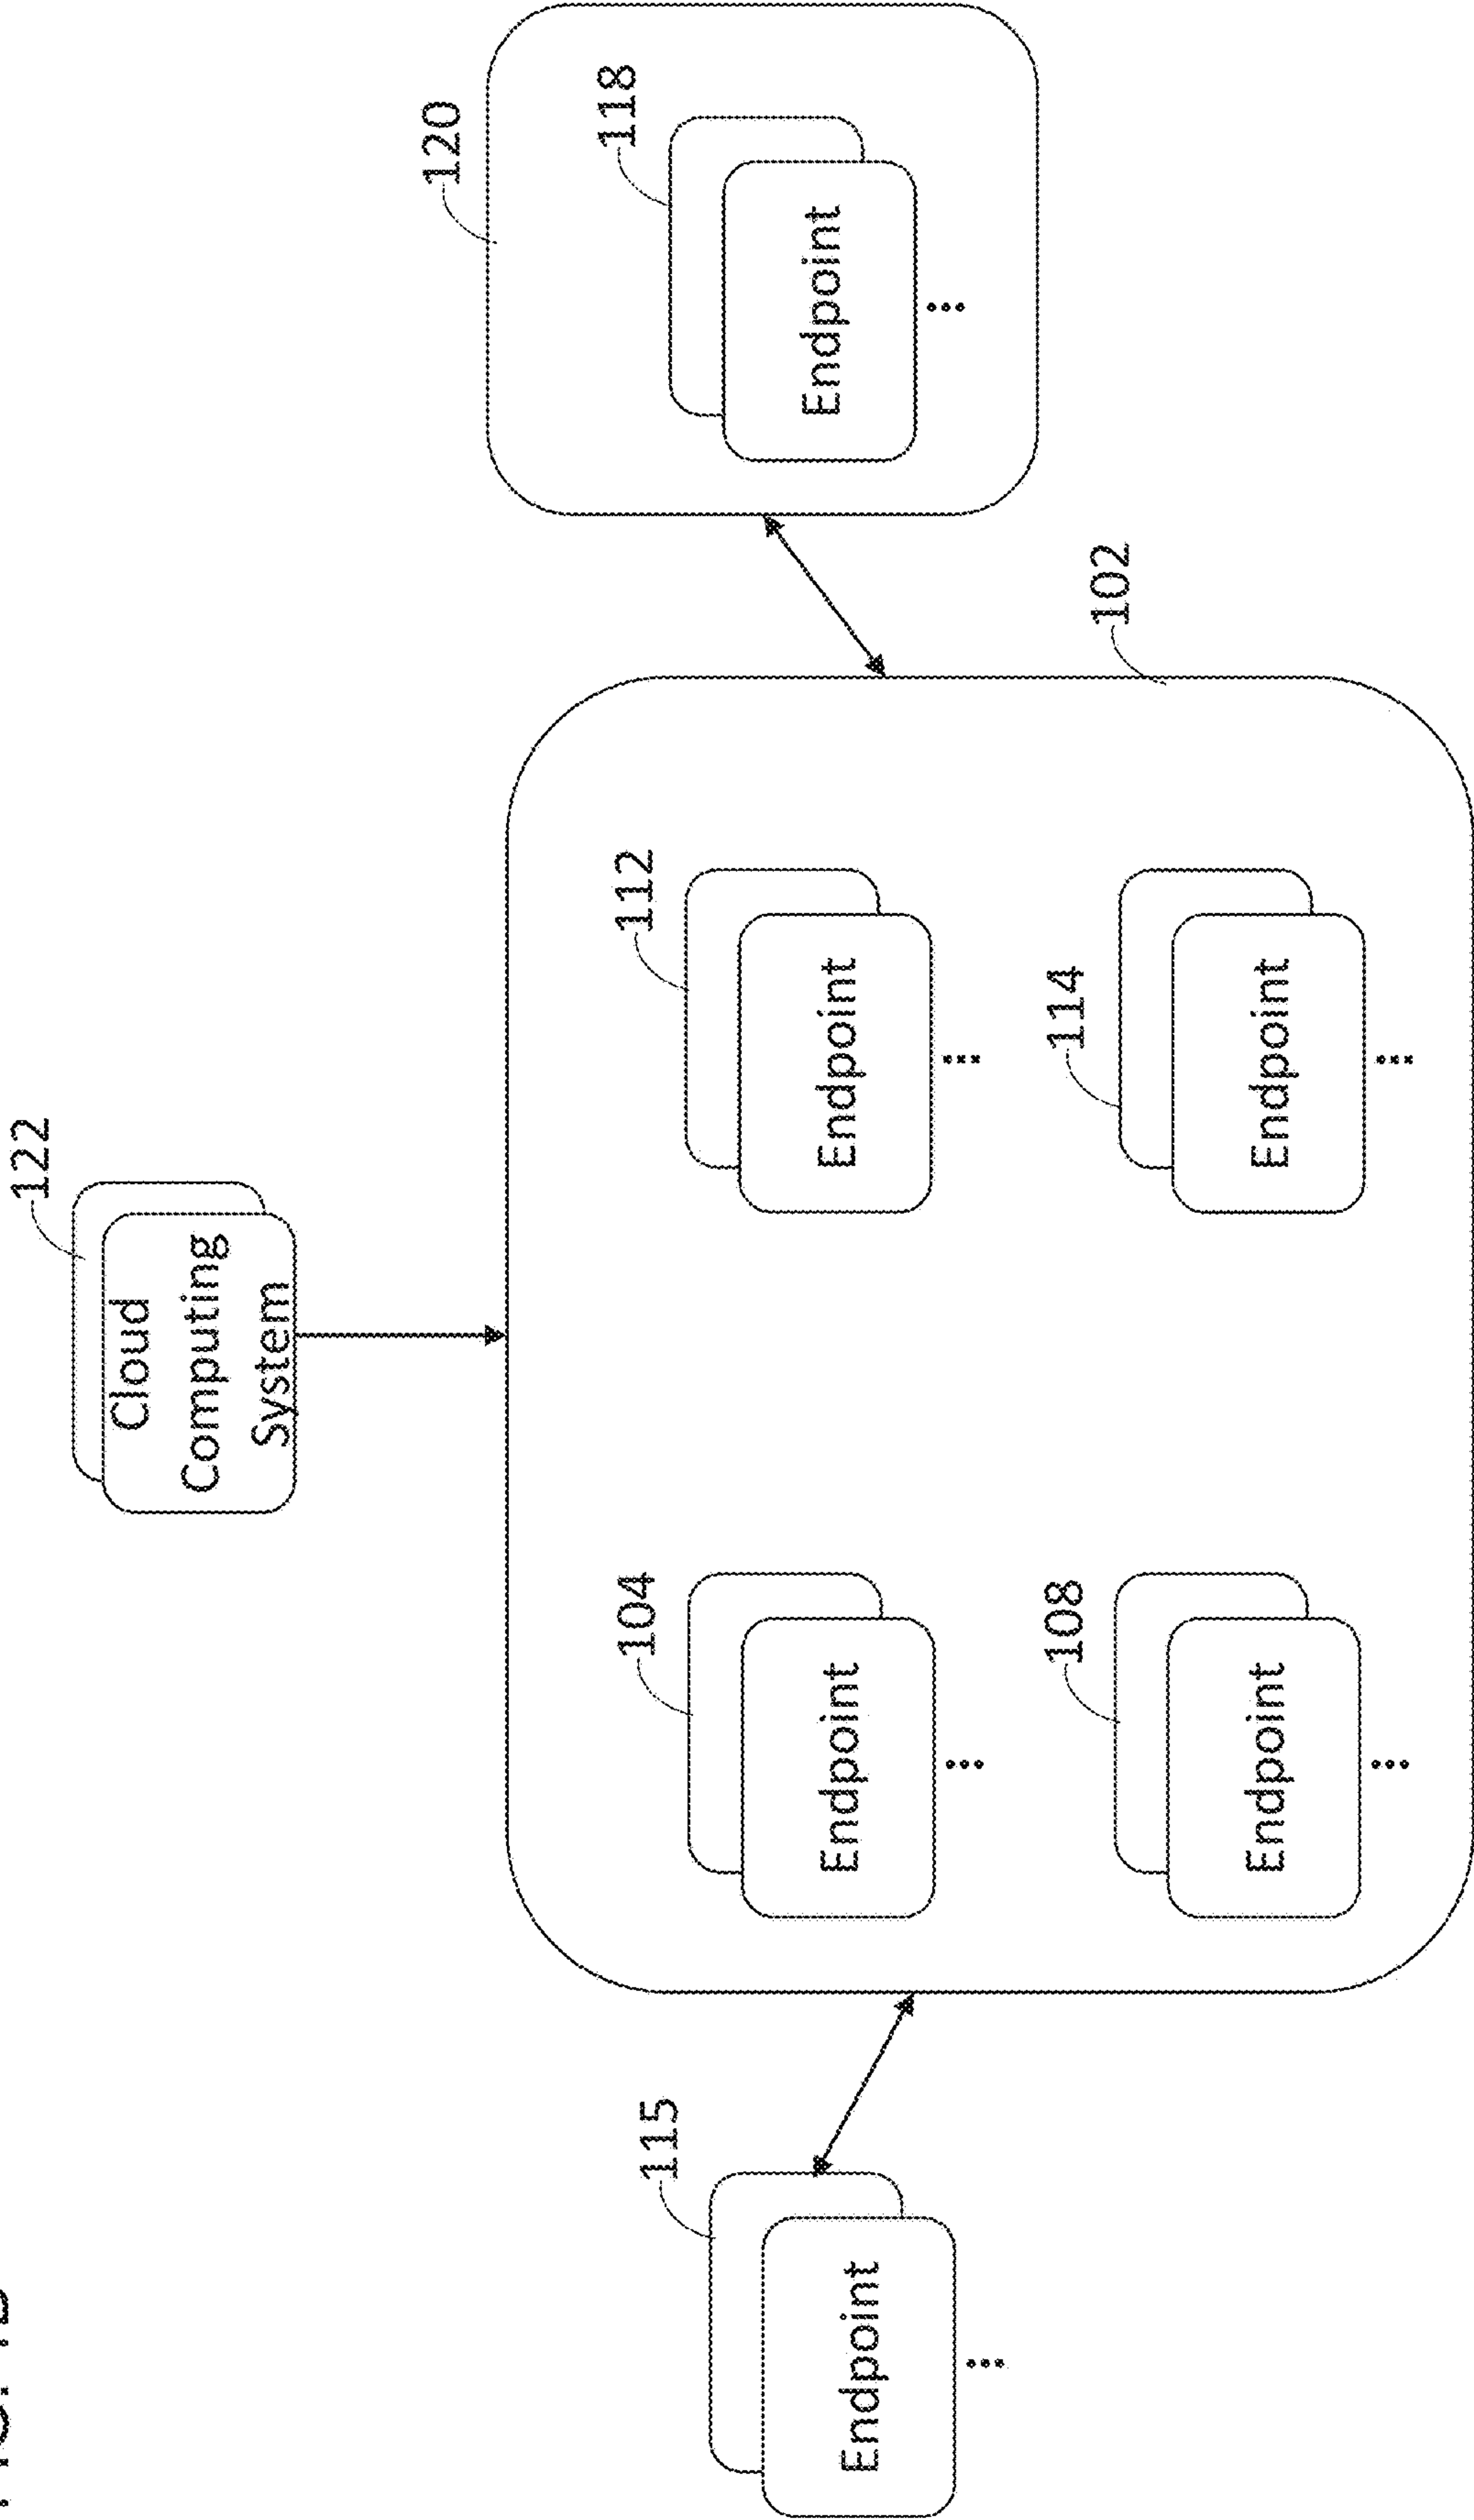 122
Cloud
Computing
System
120
115
104
112
118
Endpoint
Endpoint
Endpoint
Endpoint
...
...
...
...
108
114
102
Endpoint
Endpoint
...
...